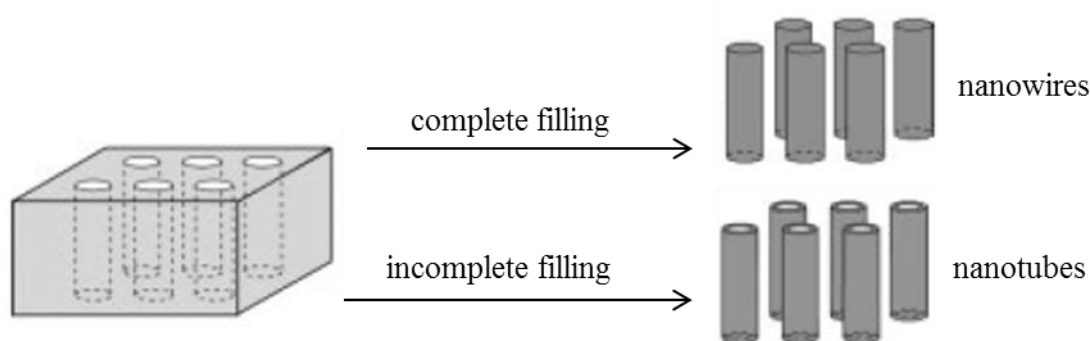 complete filling
nanowires
incomplete filling
nanotubes